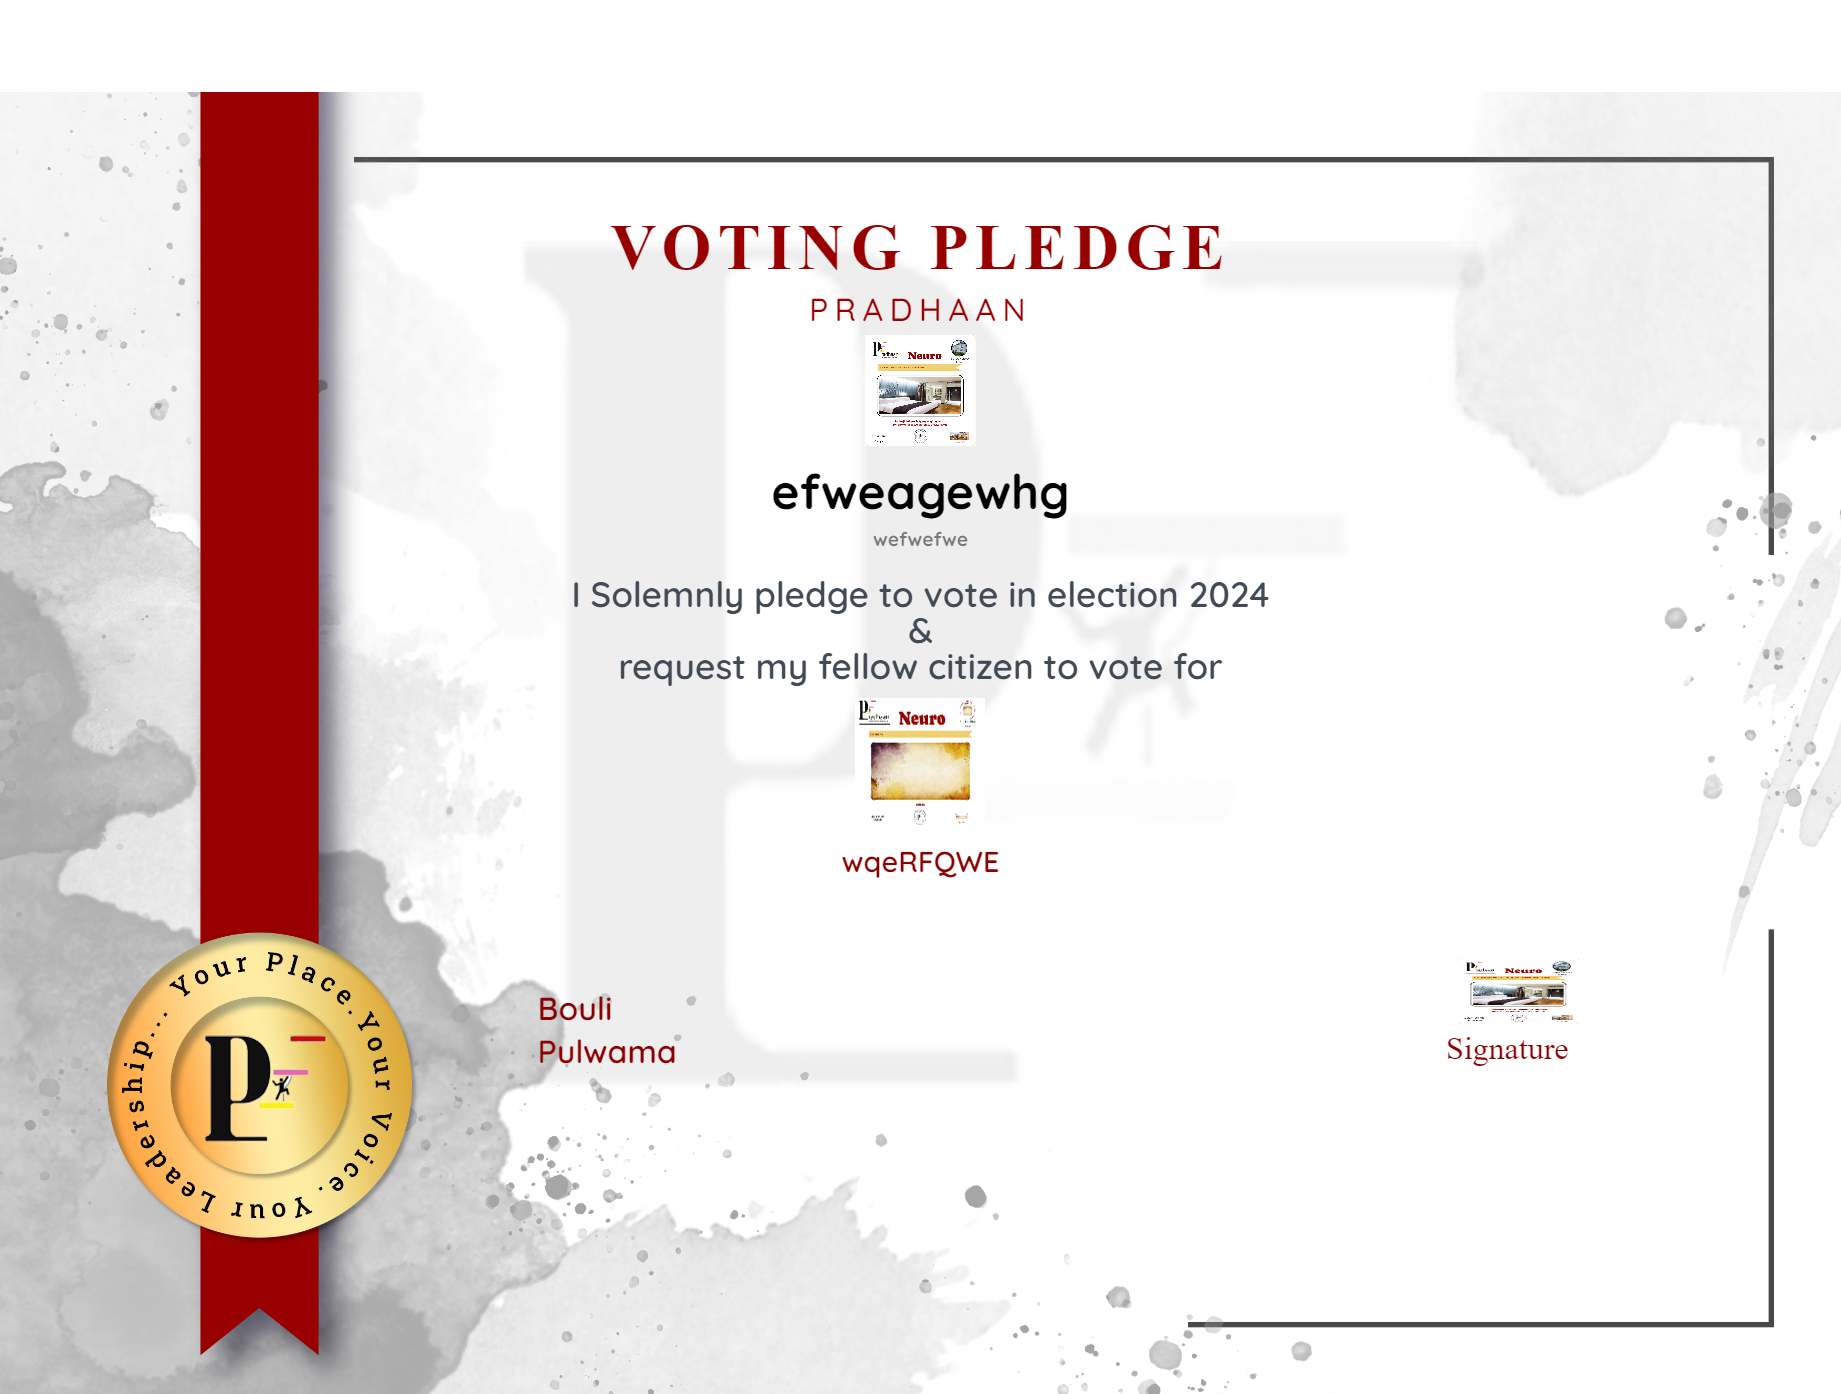 VOTING PLEDGE
PRADHAAN
Neuro
efweagewhg
wefwefwe
I Solemnly pledge to vote in election 2024
&
request my fellow citizen to vote for
Neuro
wqeRFQWE
Bouli
Pulwama
Neuro
Signature
Your Place. Your Voice. Your Leadership...
P